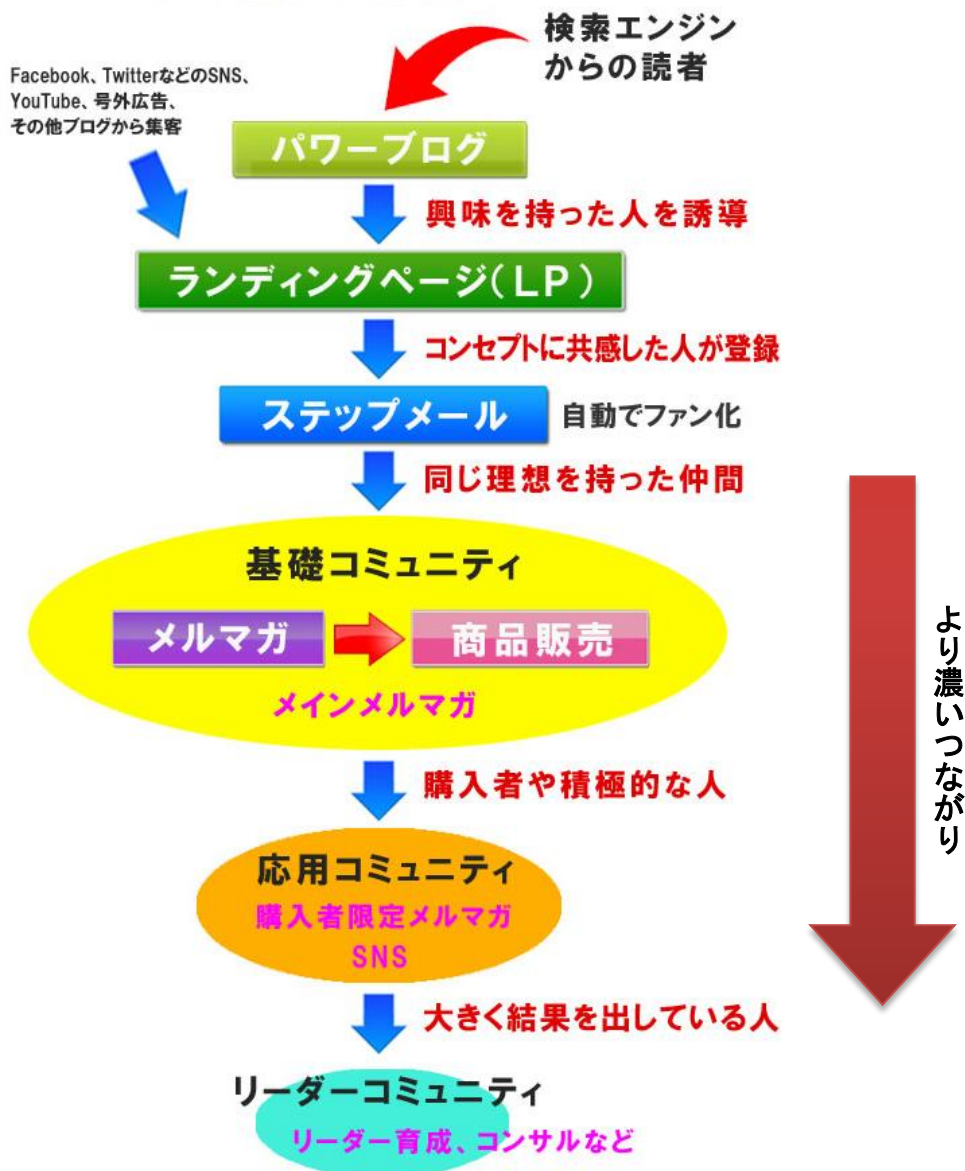 検索エンジン
からの読者
Facebook、TwitterなどのSNS、
YouTube、号外広告、
その他ブログから集客
パワーブログ
興味を持った人を誘導
ランディングページ(LP)
コンセプトに共感した人が登録
ステップメール
自動でファン化
同じ理想を持った仲間
基礎コミュニティ
メルマガ
商品販売
メインメルマガ
より濃いつながり
購入者や積極的な人
応用コミュニティ
購入者限定メルマガ
SNS
大きく結果を出している人
リーダーコミュニティ
リーダー育成、コンサルなど